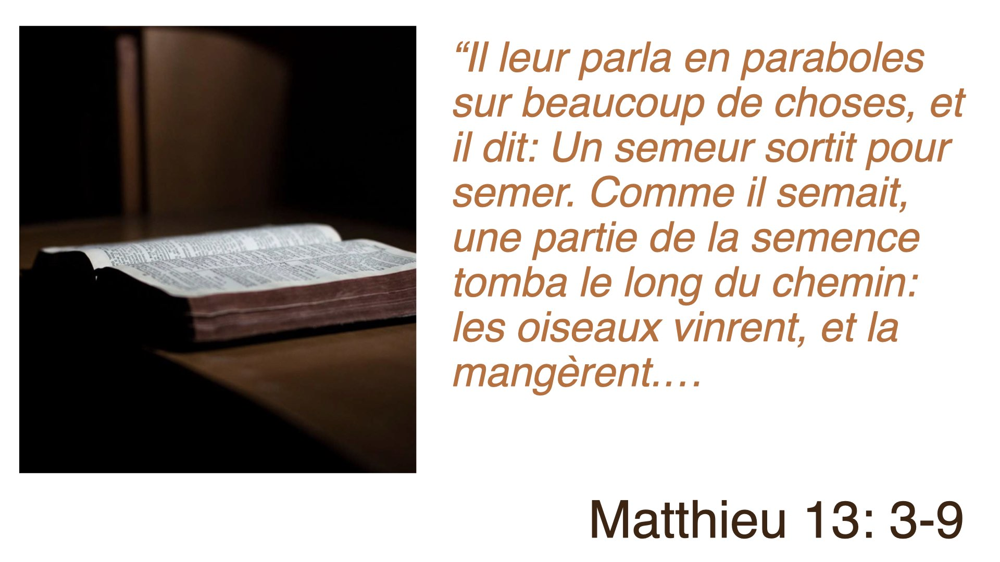 “Il leur parla en paraboles
sur beaucoup de choses, et
il dit: Un semeur sortit pour
semer. Comme il semait,
une partie de la semence
tomba le long du chemin:
les oiseaux vinrent, et la
mangèrent.…
Matthieu 13: 3-9